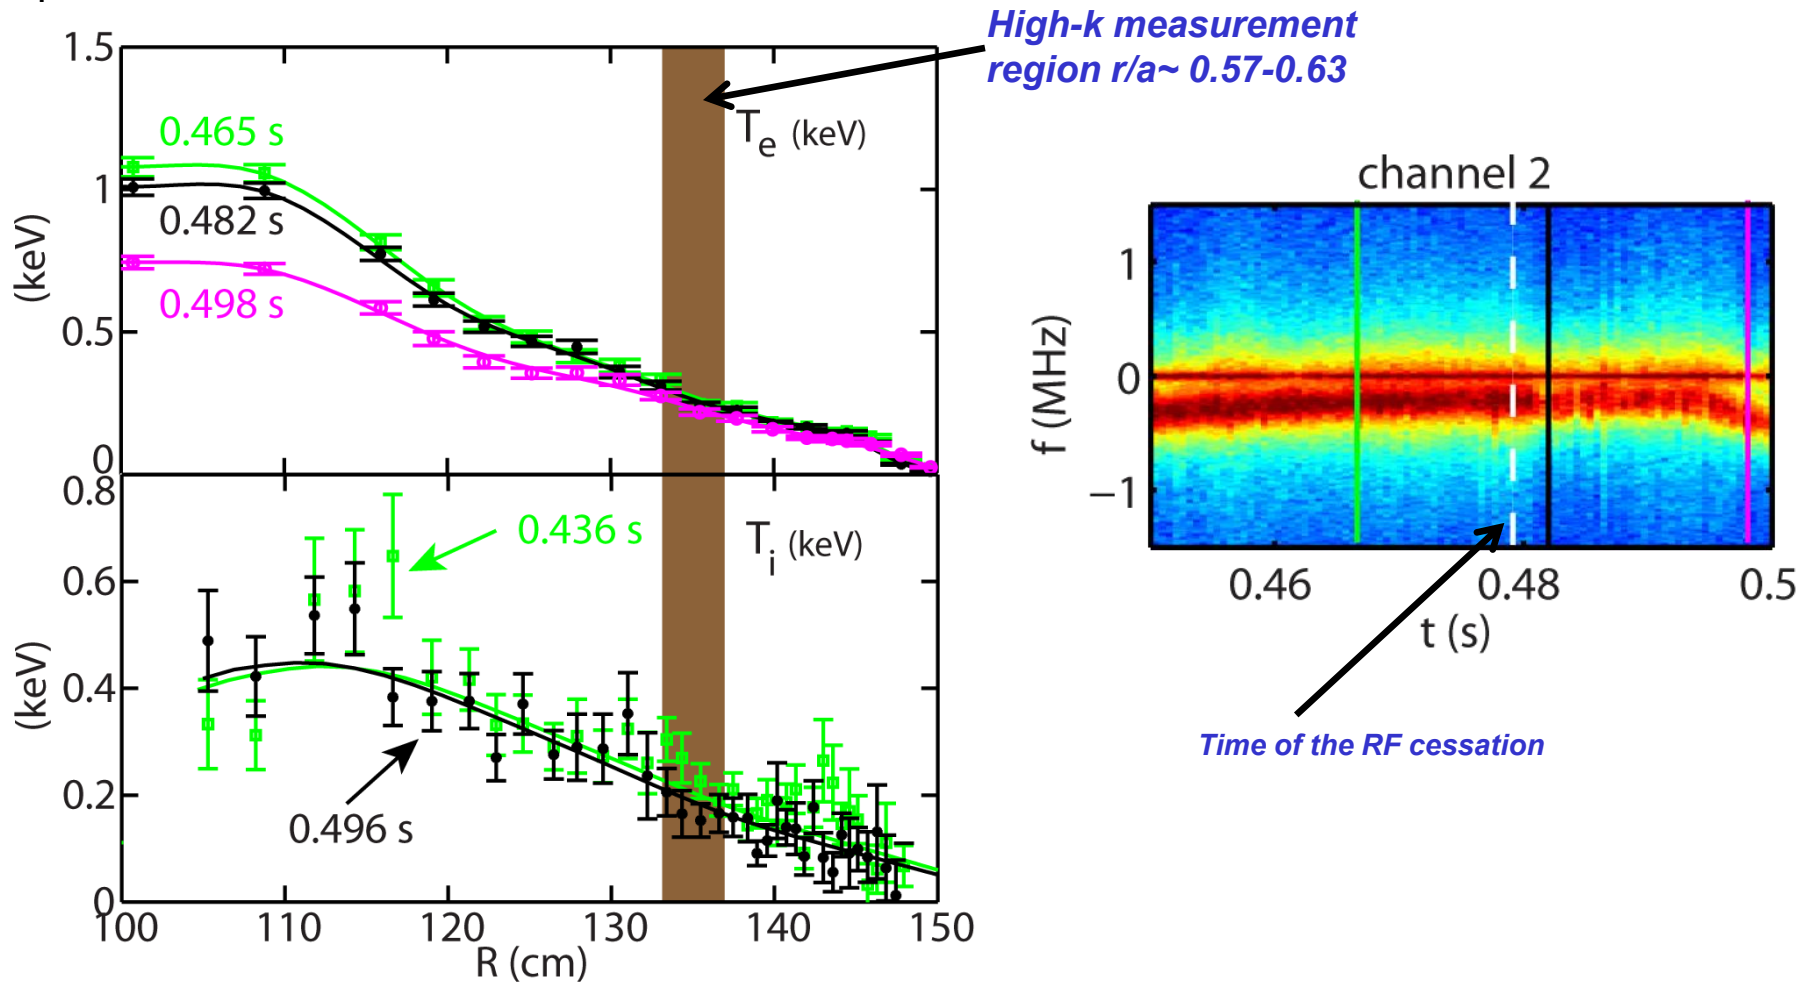 High-k measurement
region r/a~ 0.57-0.63
1.5
1
0.5
0
(keV)
0.465 s
0.482 s
0.498 s
Te (keV)
0.8
0.6
0.4
0.2
0
(keV)
0.436 s
0.496 s
Ti (keV)
100 110 120 130 140 150
R (cm)
channel 2
1
0
−1
f (MHz)
0.46 0.48 0.5
t (s)
Time of the RF cessation